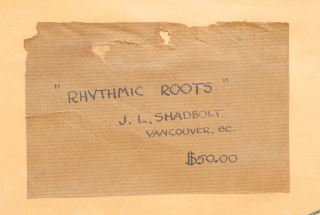 "RHYTHMIC ROOTS"
J. L. SHADBOLT
VANCOUVER, BC.
$50.00